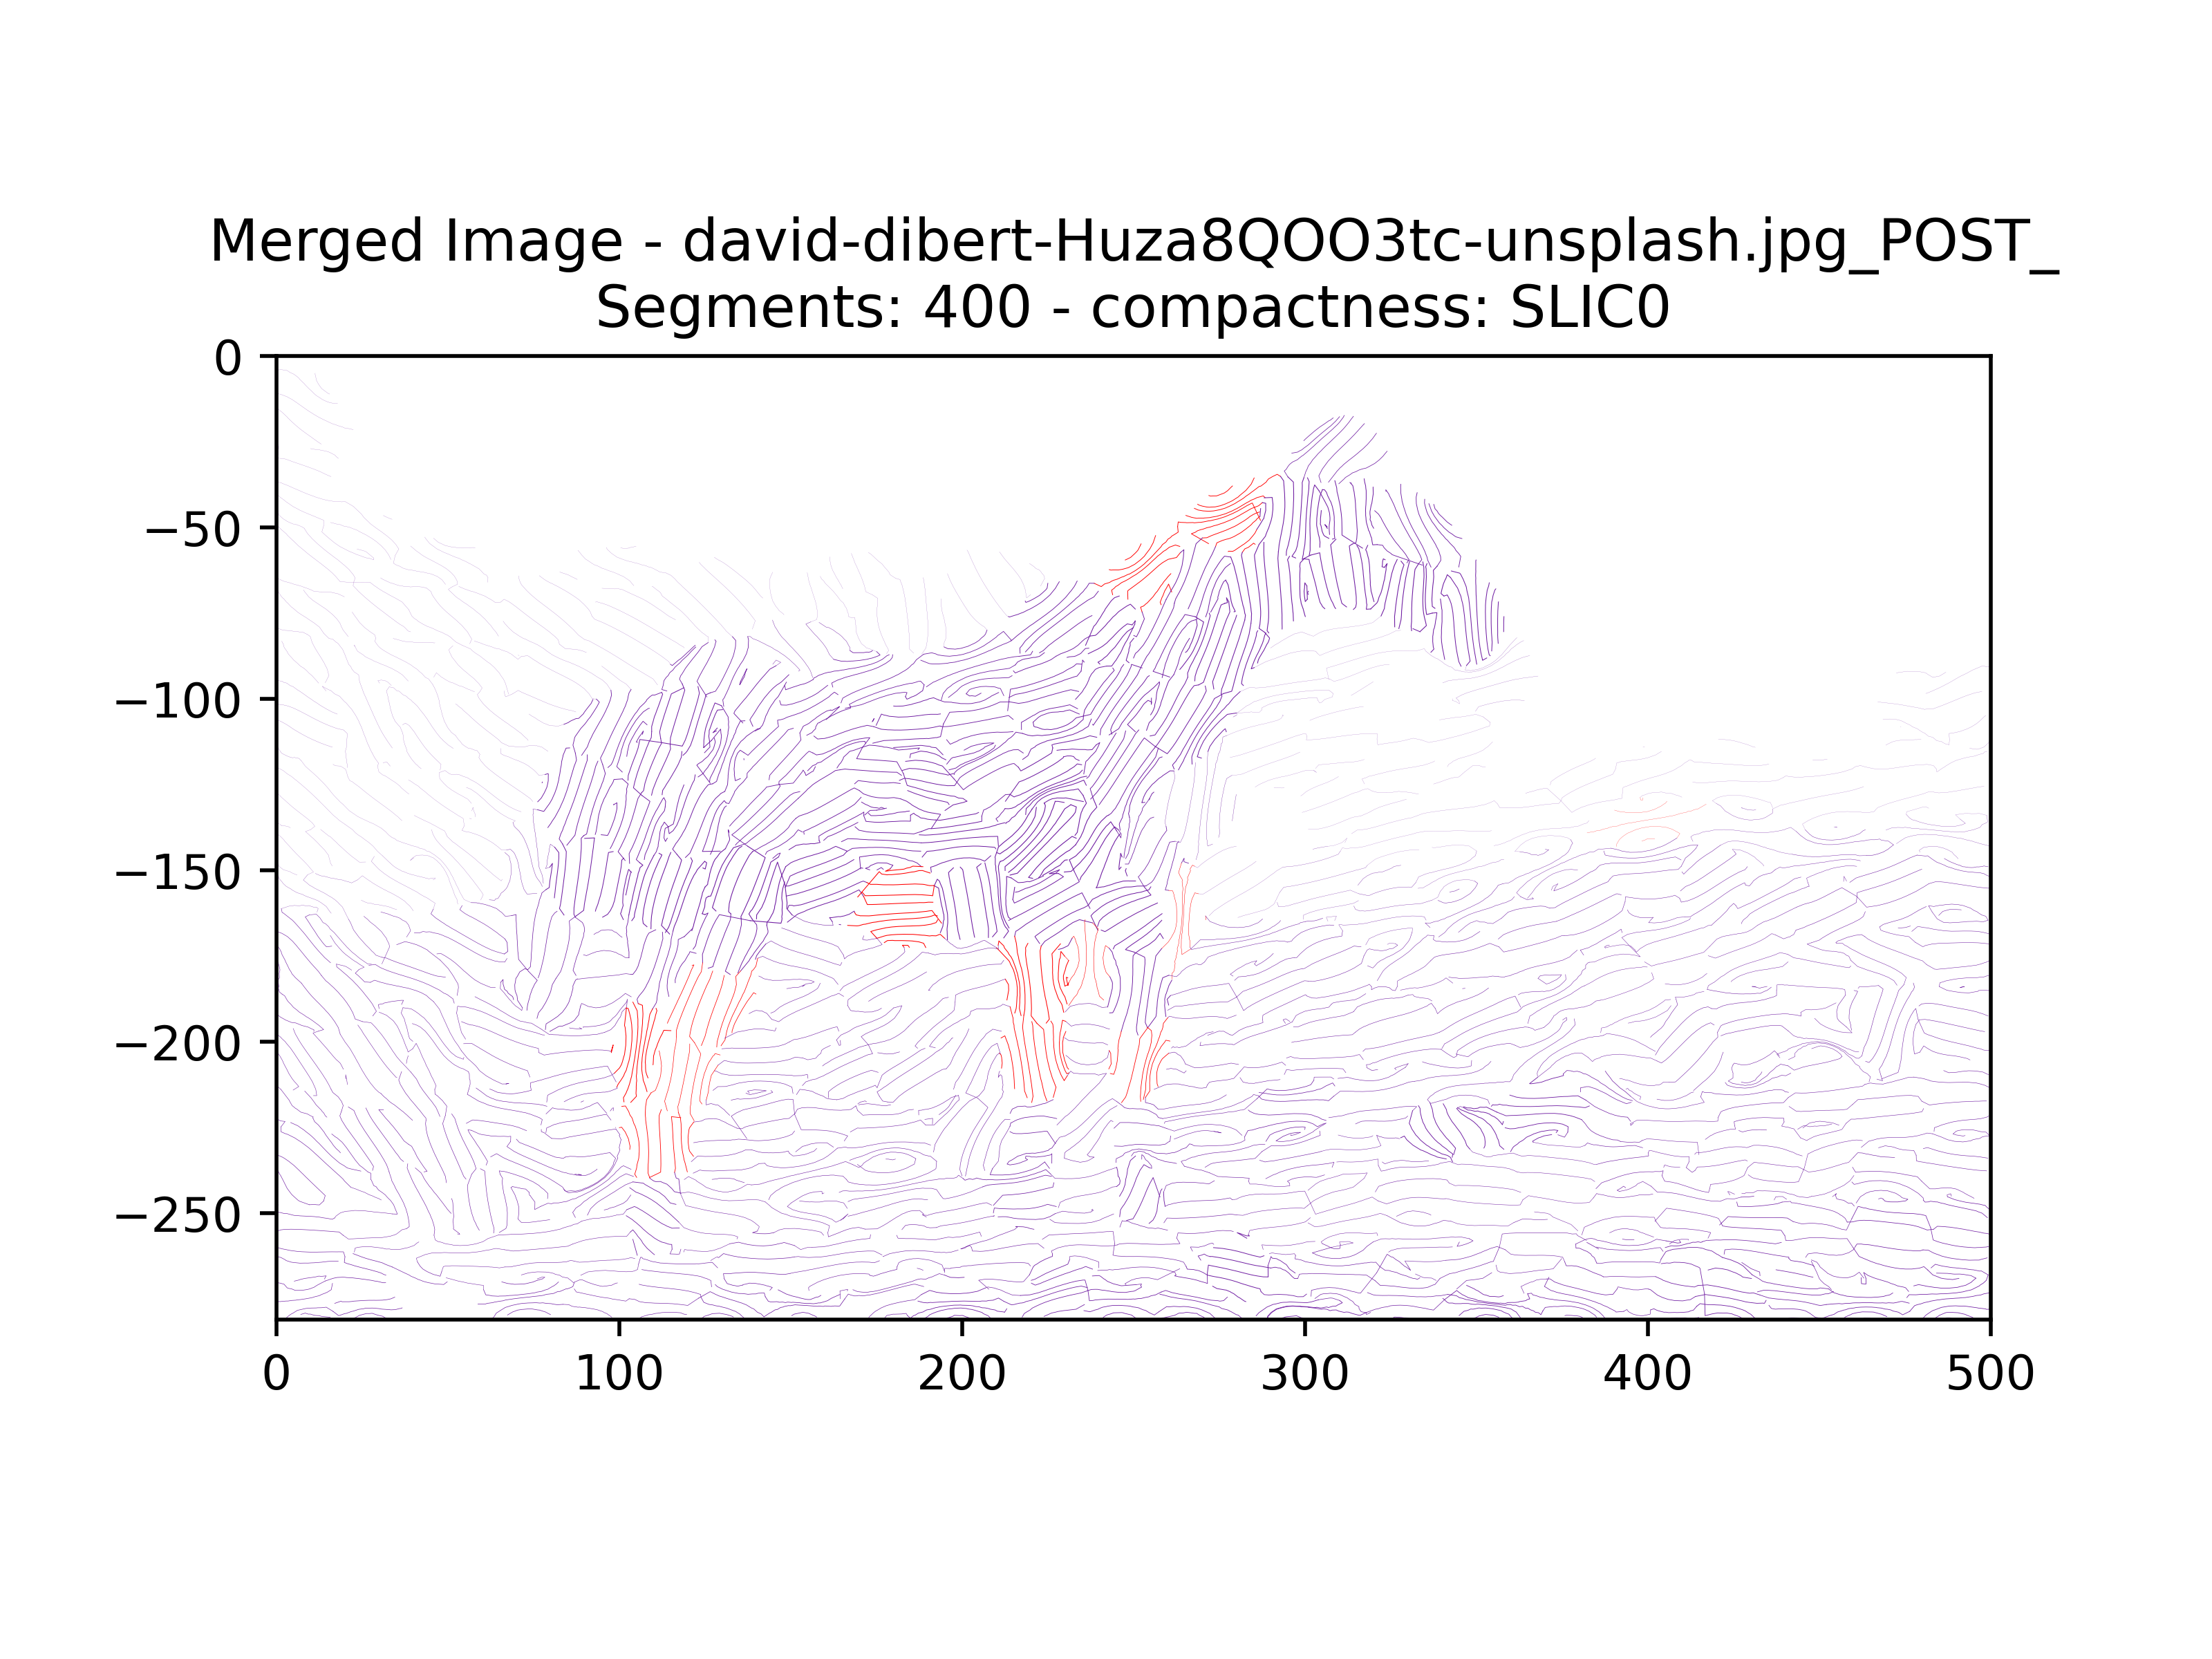 Merged Image - david-dibert-Huza8QOO3tc-unsplash.jpg_POST_
Segments: 400 - compactness: SLIC0
0
−50
−100
−150
−200
−250
0 100 200 300 400 500